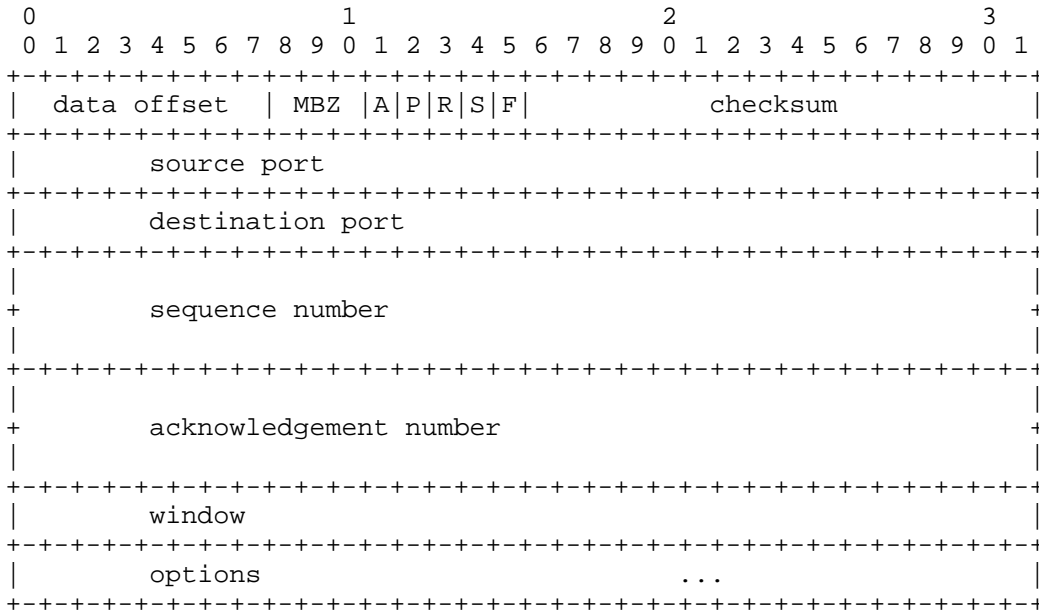 0                   1                   2                   3
 0 1 2 3 4 5 6 7 8 9 0 1 2 3 4 5 6 7 8 9 0 1 2 3 4 5 6 7 8 9 0 1
+-+-+-+-+-+-+-+-+-+-+-+-+-+-+-+-+-+-+-+-+-+-+-+-+-+-+-+-+-+-+-+-+
|  data offset  | MBZ |A|P|R|S|F|           checksum            |
+-+-+-+-+-+-+-+-+-+-+-+-+-+-+-+-+-+-+-+-+-+-+-+-+-+-+-+-+-+-+-+-+
|        source port                                            |
+-+-+-+-+-+-+-+-+-+-+-+-+-+-+-+-+-+-+-+-+-+-+-+-+-+-+-+-+-+-+-+-+
|        destination port                                       |
+-+-+-+-+-+-+-+-+-+-+-+-+-+-+-+-+-+-+-+-+-+-+-+-+-+-+-+-+-+-+-+-+
|                                                               |
+        sequence number                                        +
|                                                               |
+-+-+-+-+-+-+-+-+-+-+-+-+-+-+-+-+-+-+-+-+-+-+-+-+-+-+-+-+-+-+-+-+
|                                                               |
+        acknowledgement number                                 +
|                                                               |
+-+-+-+-+-+-+-+-+-+-+-+-+-+-+-+-+-+-+-+-+-+-+-+-+-+-+-+-+-+-+-+-+
|        window                                                 |
+-+-+-+-+-+-+-+-+-+-+-+-+-+-+-+-+-+-+-+-+-+-+-+-+-+-+-+-+-+-+-+-+
|        options                          ...                   |
+-+-+-+-+-+-+-+-+-+-+-+-+-+-+-+-+-+-+-+-+-+-+-+-+-+-+-+-+-+-+-+-+